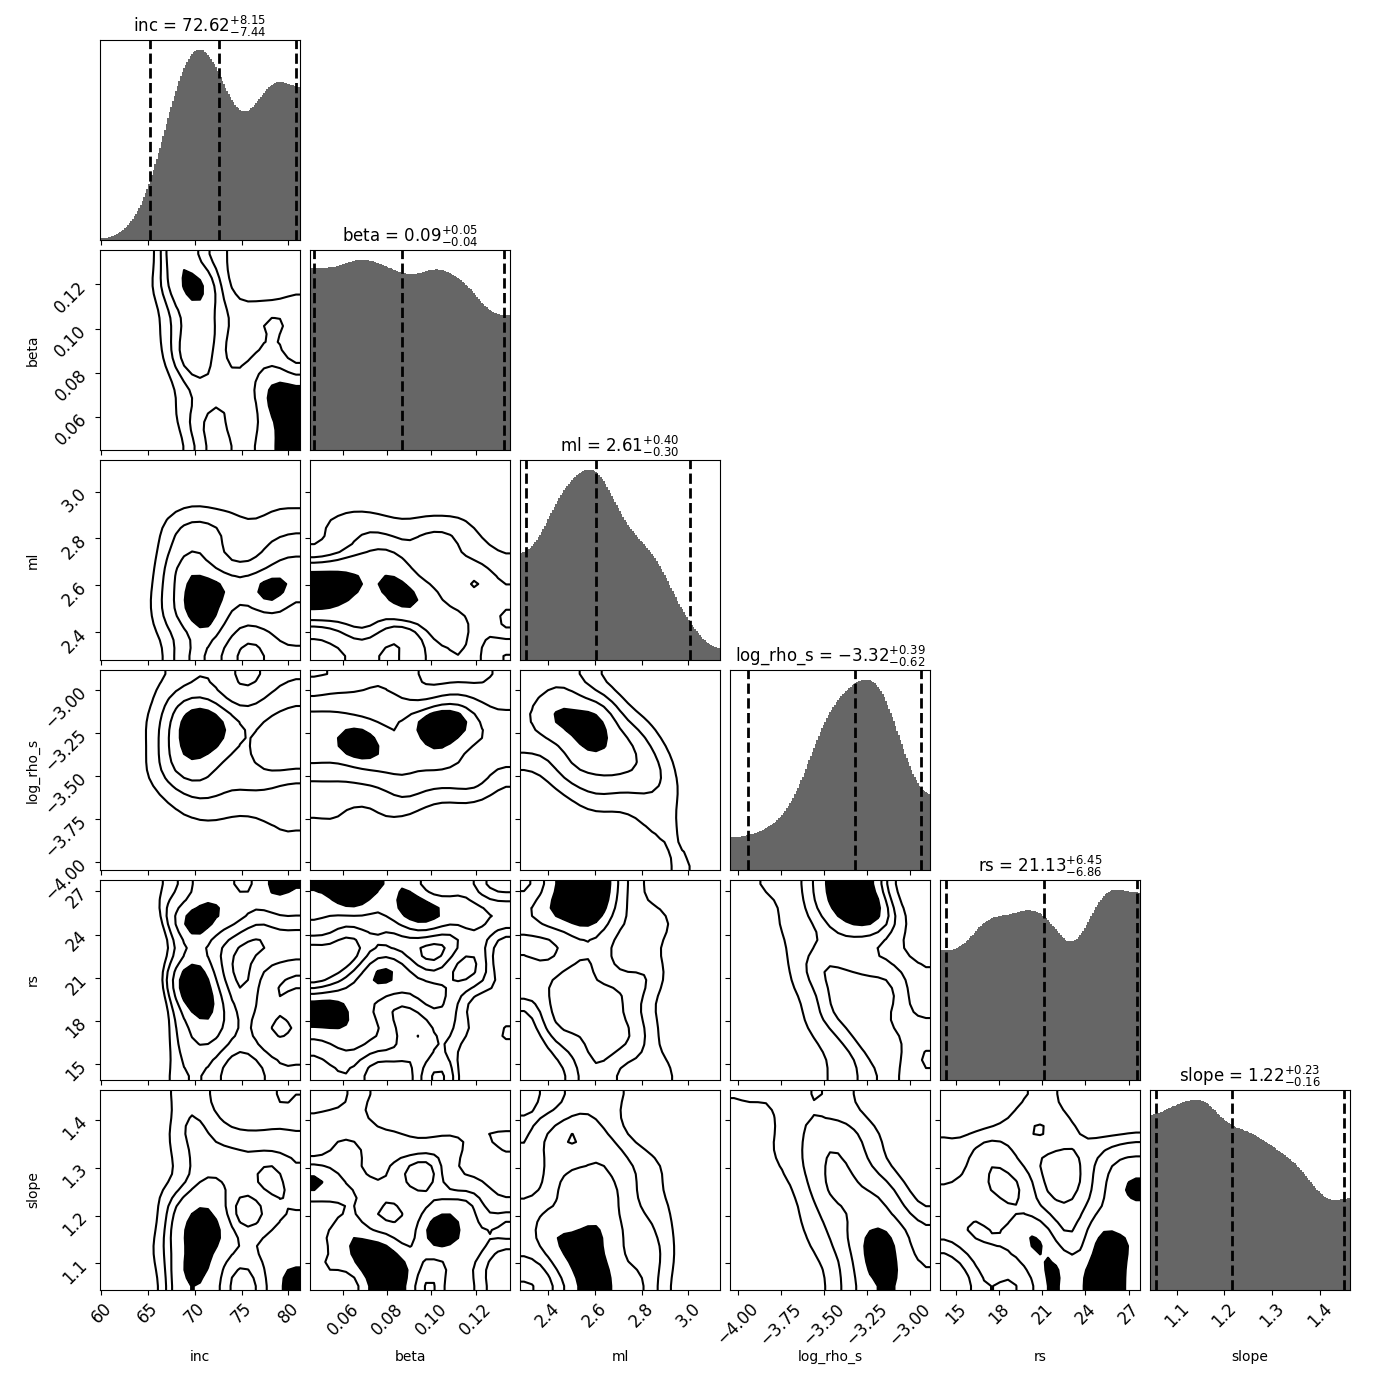 inc = 72.62+8.15−7.44
beta = 0.09+0.05−0.04
0.12
0.10
0.08
0.06
beta
ml = 2.61+0.40−0.30
3.0
2.8
2.6
2.4
ml
log_rho_s = −3.32+0.39−0.62
−3.00
−3.25
−3.50
−3.75
−4.00
log_rho_s
rs = 21.13+6.45−6.86
27
24
21
18
15
rs
slope = 1.22+0.23−0.16
1.4
1.3
1.2
1.1
slope
60 65 70 75 80 0.06 0.08 0.10 0.12 2.4 2.6 2.8 3.0 −4.00 −3.75 −3.50 −3.25 −3.00 15 18 21 24 27 1.1 1.2 1.3 1.4
inc beta ml log_rho_s rs slope